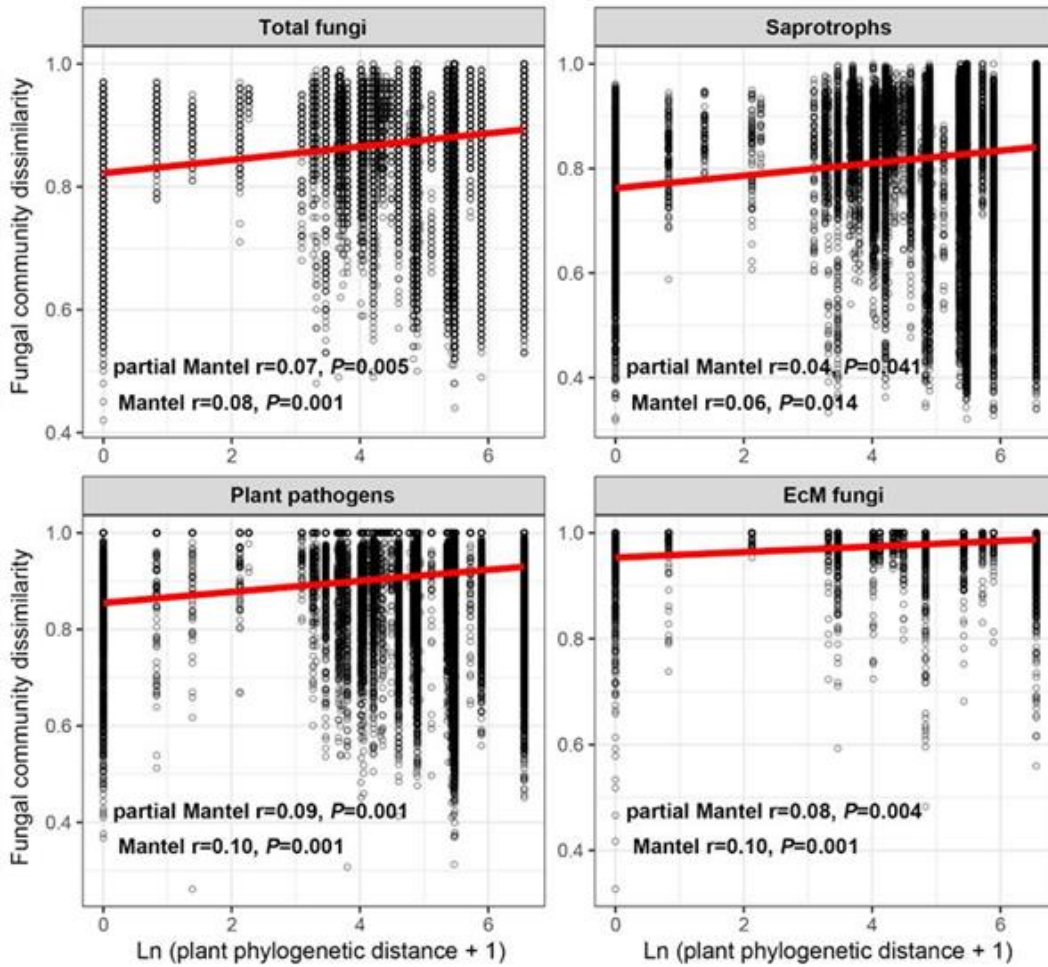 Total fungi
Saprotrophs
Fungal community dissimilarity
1.0
0.8
0.6
0.4
partial Mantel r=0.07, P=0.005
Mantel r=0.08, P=0.001
0 2 4 6
1.0
0.8
0.6
0.4
partial Mantel r=0.04, P=0.041
Mantel r=0.06, P=0.014
0 2 4 6
Plant pathogens
EcM fungi
Fungal community dissimilarity
1.0
0.8
0.6
0.4
partial Mantel r=0.09, P=0.001
Mantel r=0.10, P=0.001
0 2 4 6
Ln (plant phylogenetic distance + 1)
1.0
0.8
0.6
0.4
partial Mantel r=0.08, P=0.004
Mantel r=0.10, P=0.001
0 2 4 6
Ln (plant phylogenetic distance + 1)